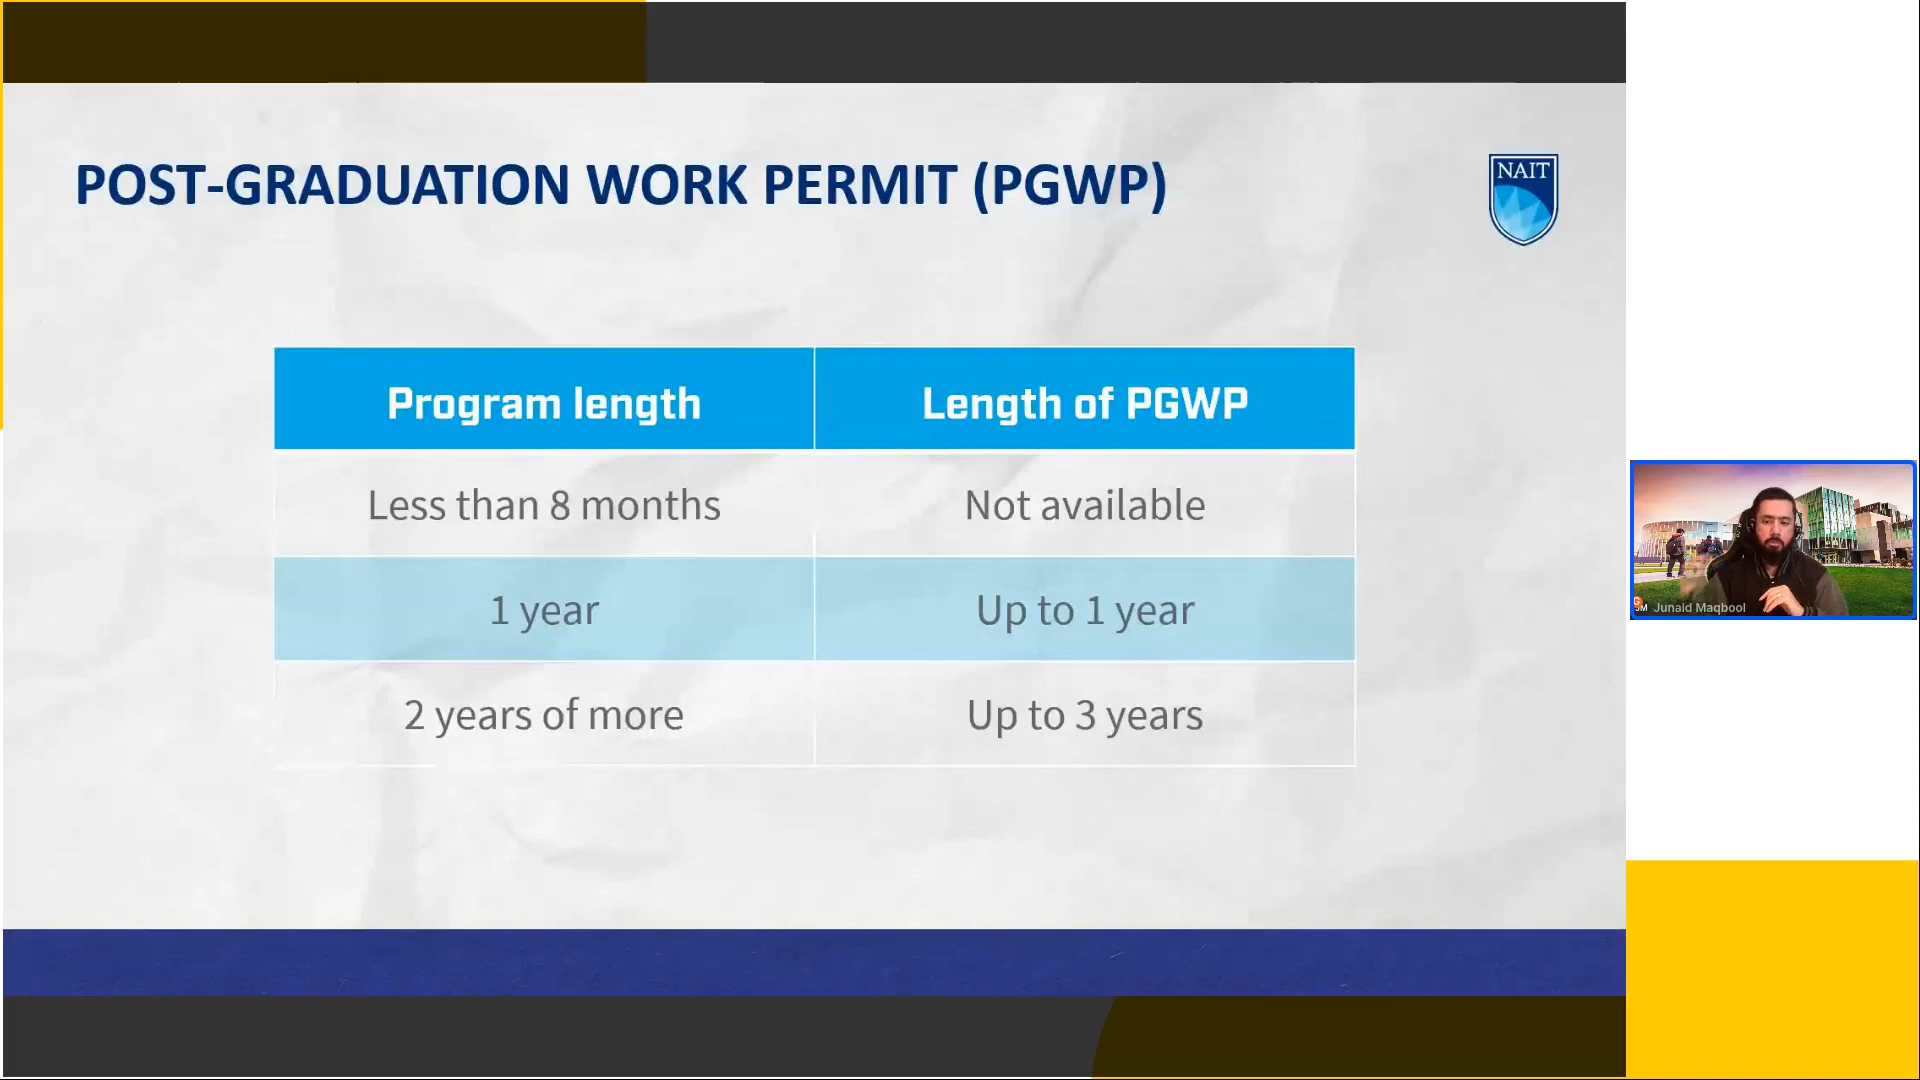 POST-GRADUATION WORK PERMIT (PGWP)
NAIT
Program length Length of PGWP
Less than 8 months Not available
1 year Up to 1 year
2 years of more Up to 3 years
Junaid Maqbool